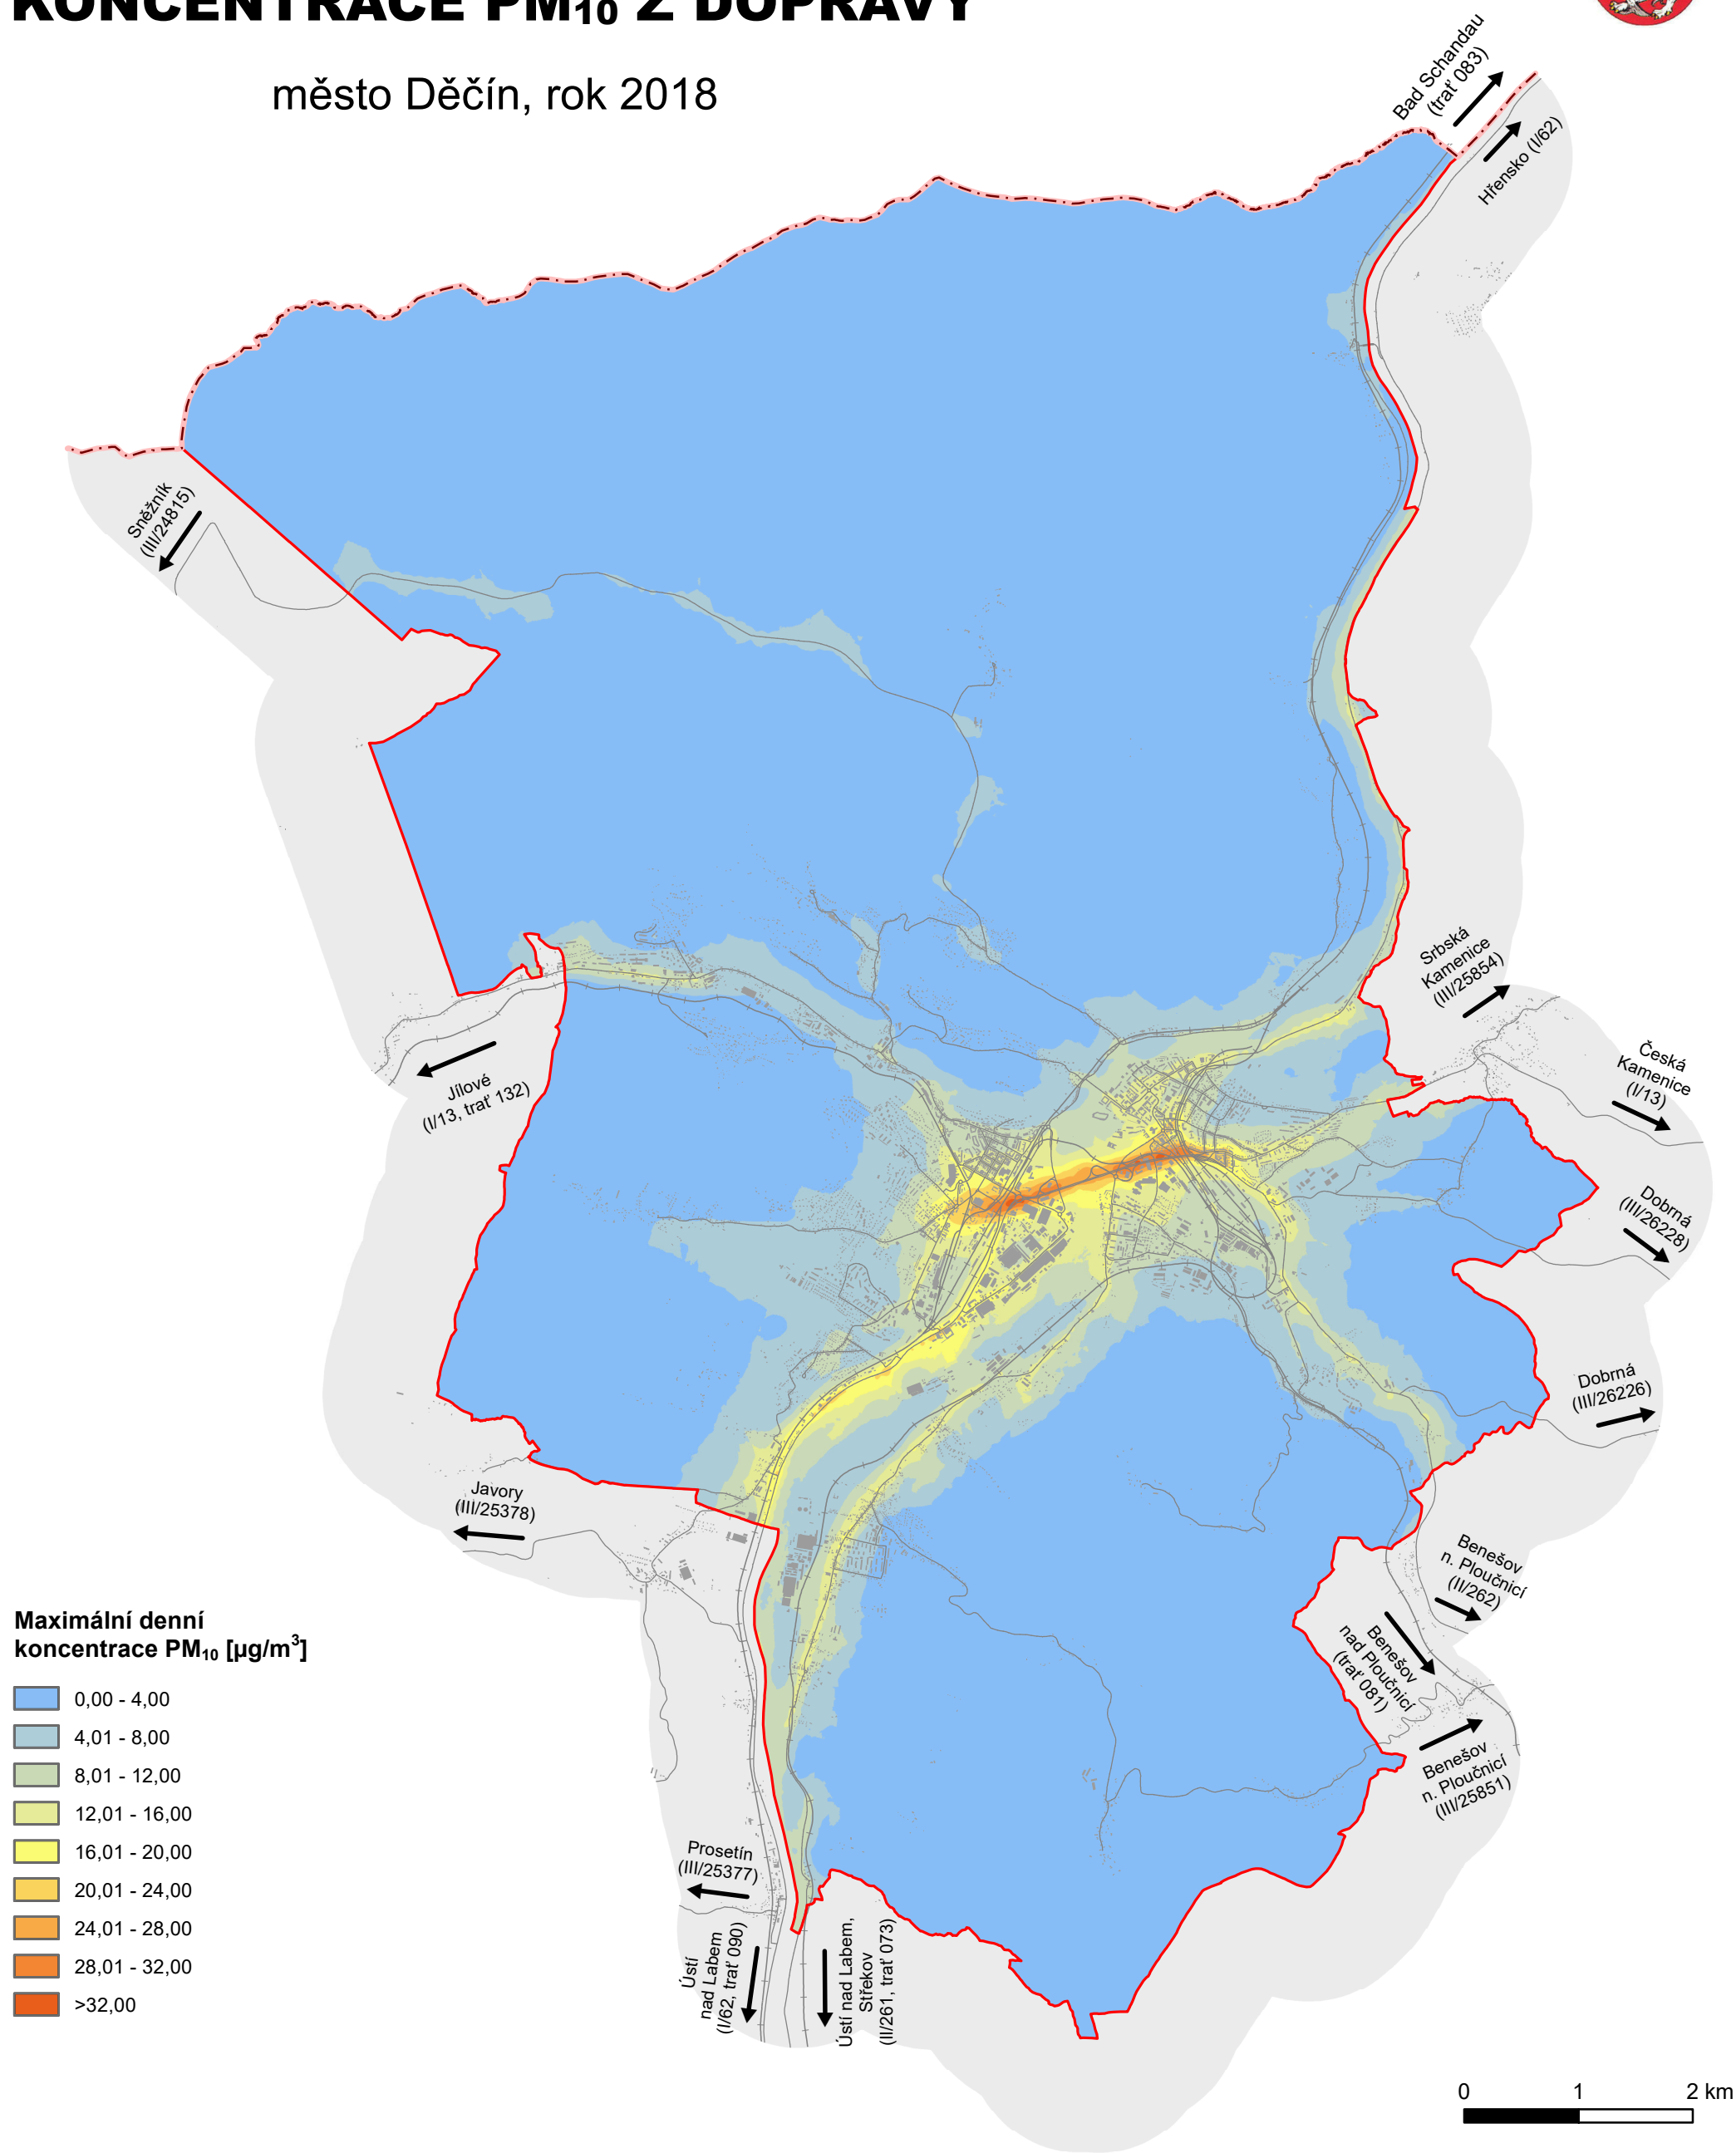 KONCENTRACE PM₁₀ Z DOPRAVY
město Děčín, rok 2018
Bad Schandau
(trať 083)
Hřensko (I/62)
Sněžník
(III/24815)
Srbská
Kamenice
(III/25854)
Česká
Kamenice
(I/13)
Jílové
(I/13, trať 132)
Dobrná
(III/26228)
Dobrná
(III/26226)
Javory
(III/25378)
Benešov
n. Ploučnicí
(II/262)
Benešov
nad Ploučnicí
(trať 081)
Benešov
n. Ploučnicí
(III/25851)
Prosetín
(III/25377)
Ústí
nad Labem
(I/62, trať 090)
Ústí nad Labem,
Střekov
(II/261, trať 073)
Maximální denní
koncentrace PM₁₀ [µg/m³]
0,00 - 4,00
4,01 - 8,00
8,01 - 12,00
12,01 - 16,00
16,01 - 20,00
20,01 - 24,00
24,01 - 28,00
28,01 - 32,00
>32,00
0 1 2 km